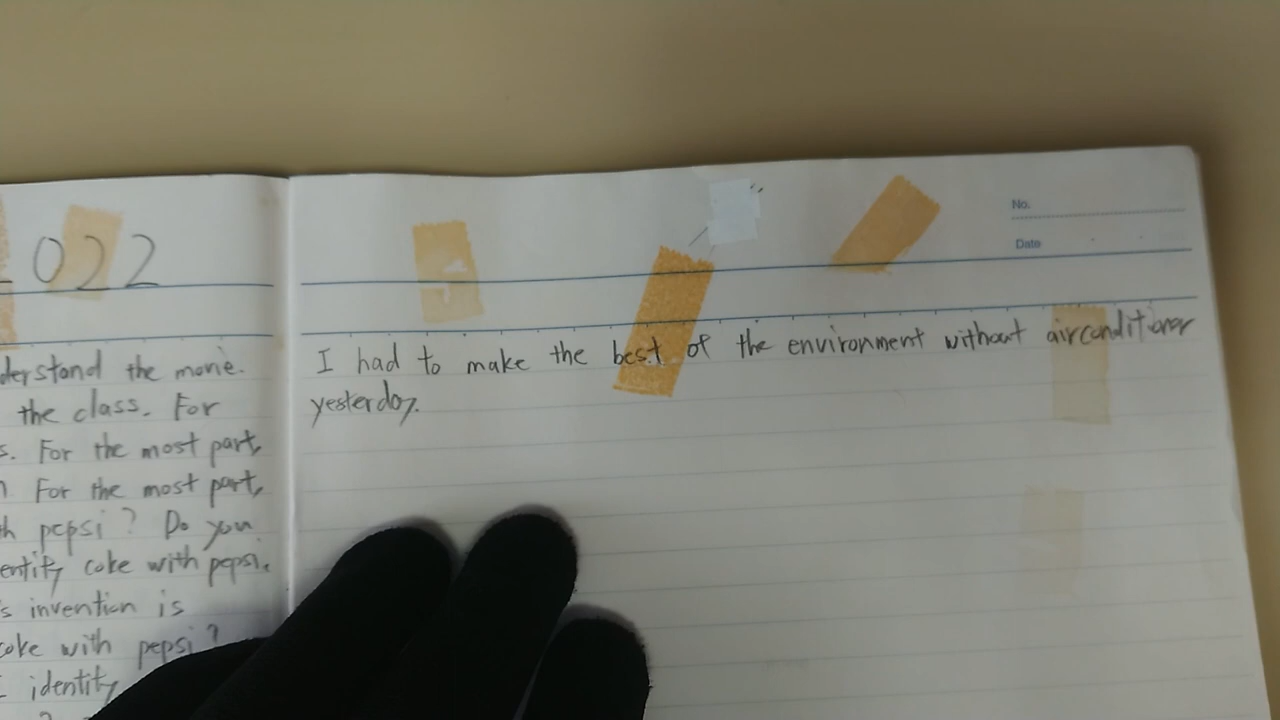 022
derstand the movie.
the class. For
s. For the most part,
n For the most part,
h pepsi? Do you
entify coke with pepsi.
s invention is
coke with pepsi?
I identity
?
No.
Date
I had to make the best of the environment without airconditioner
yesterday.